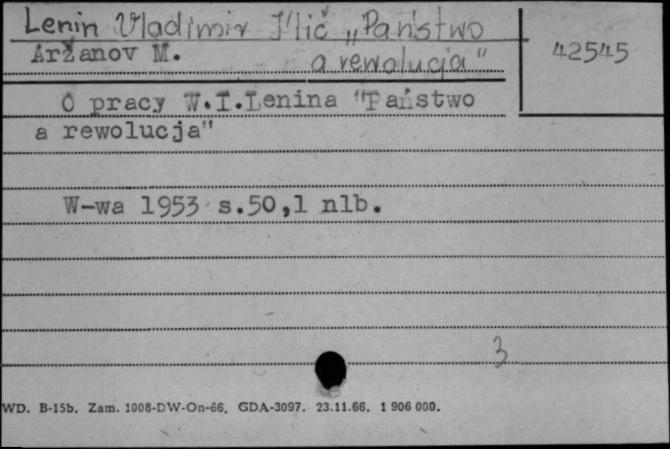 Lenin Vladimir Il'ič „Państwo
a rewolucja"
42545
Aržanov M.
O pracy W.I.Lenina "Państwo
a rewolucja"
W-wa 1953 s.50,1 nlb.
3
WD. B-15b. Zam. 1008-DW-On-66. GDA-3097. 23.11.66. 1 906 000.